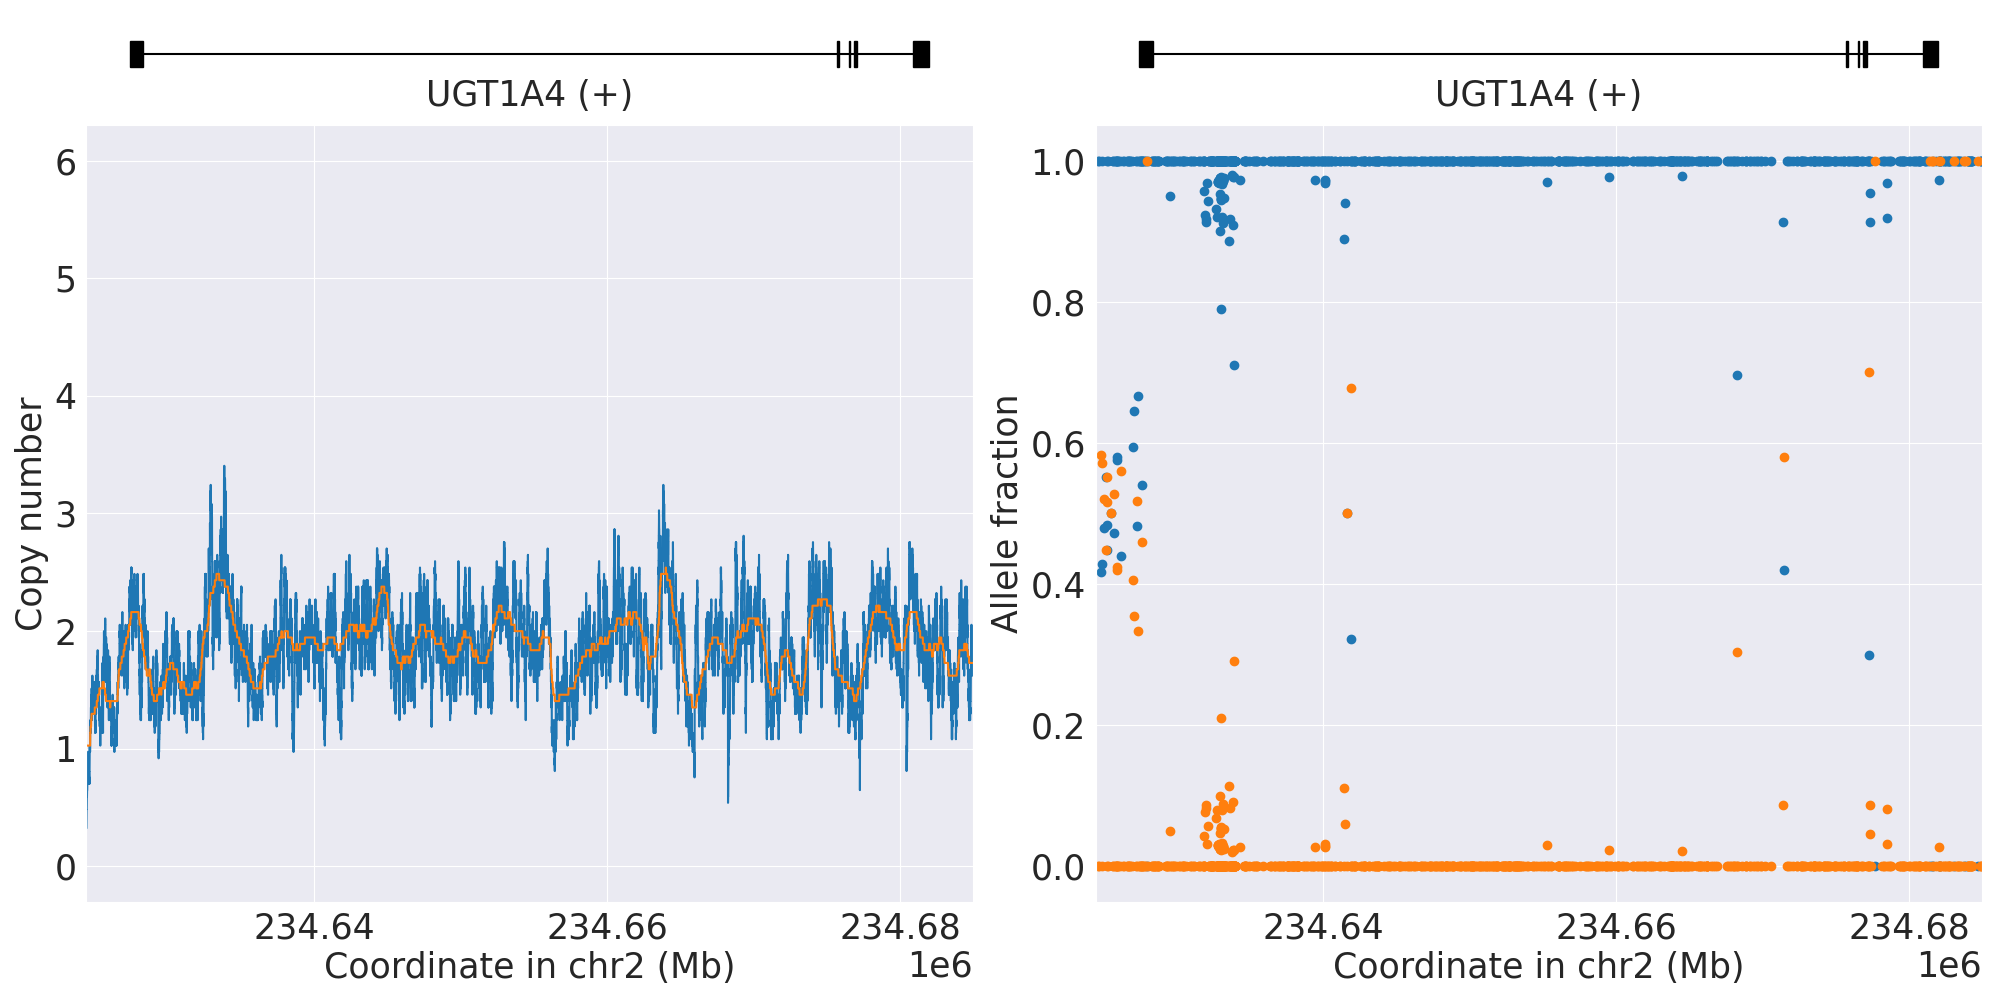 UGT1A4 (+)
6
5
4
3
2
1
0
Copy number
234.64
234.66
234.68
1e6
Coordinate in chr2 (Mb)
UGT1A4 (+)
1.0
0.8
0.6
0.4
0.2
0.0
Allele fraction
234.64
234.66
234.68
1e6
Coordinate in chr2 (Mb)